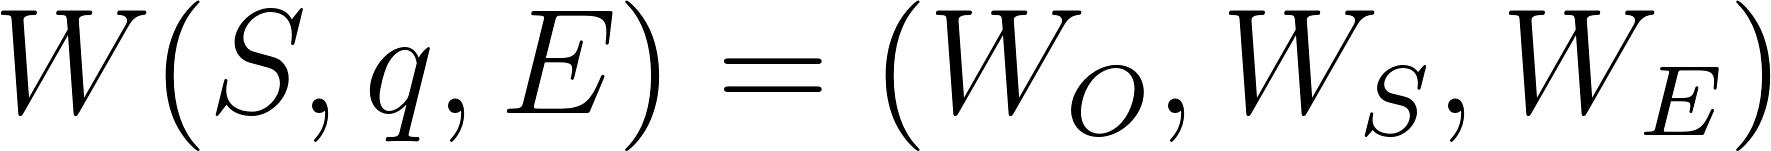 W(S, q, E) = (W_O, W_S, W_E)